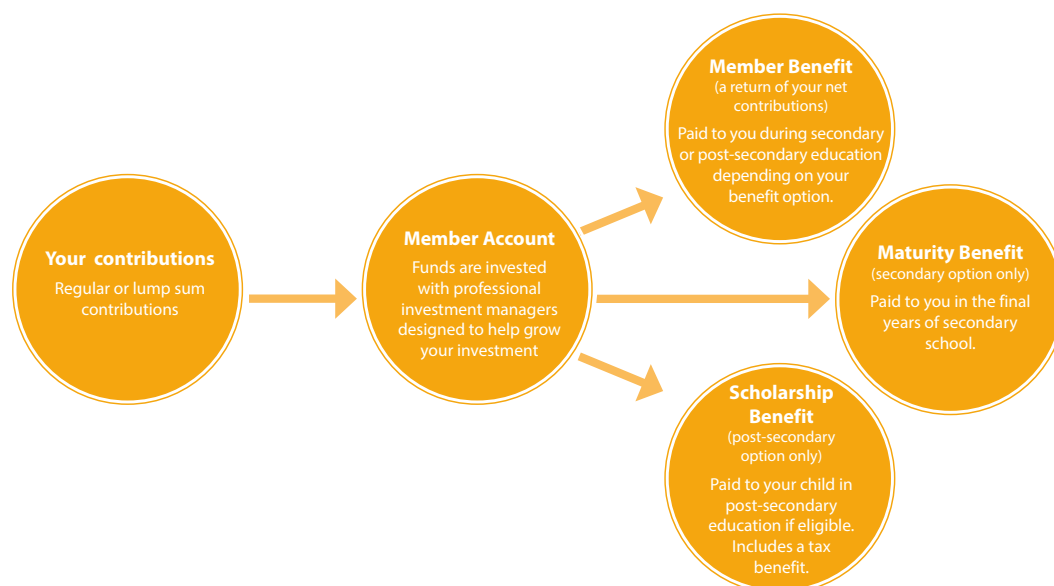 Your contributions
Regular or lump sum
contributions
Member Account
Funds are invested
with professional
investment managers
designed to help grow
your investment
Member Benefit
(a return of your net
contributions)
Paid to you during secondary
or post-secondary education
depending on your
benefit option.
Maturity Benefit
(secondary option only)
Paid to you in the final
years of secondary
school.
Scholarship
Benefit
(post-secondary
option only)
Paid to your child in
post-secondary
education if eligible.
Includes a tax
benefit.